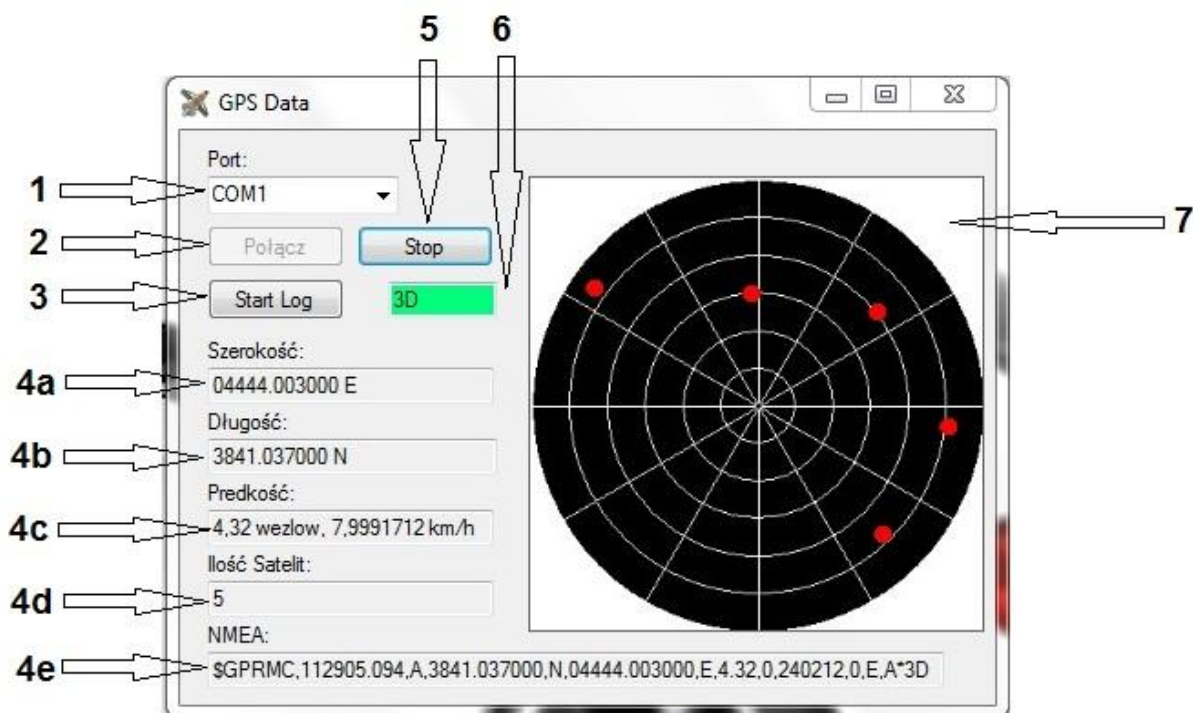 5 6
GPS Data
Port:
1 COM1
2 Połącz Stop
7
3 Start Log 3D
Szerokość:
4a 04444.003000 E
Długość:
4b 3841.037000 N
Predkość:
4c 4,32 wezlow, 7,9991712 km/h
Ilość Satelit:
4d 5
NMEA:
4e $GPRMC,112905.094,A,3841.037000,N,04444.003000,E,4.32,0,240212,0,E,A*3D